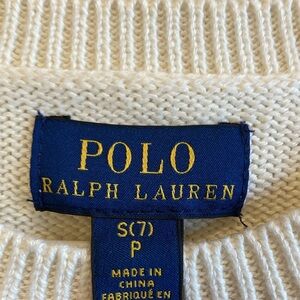 POLO
RALPH LAUREN
S(7)
P
MADE IN
CHINA
FABRIQUÉ EN